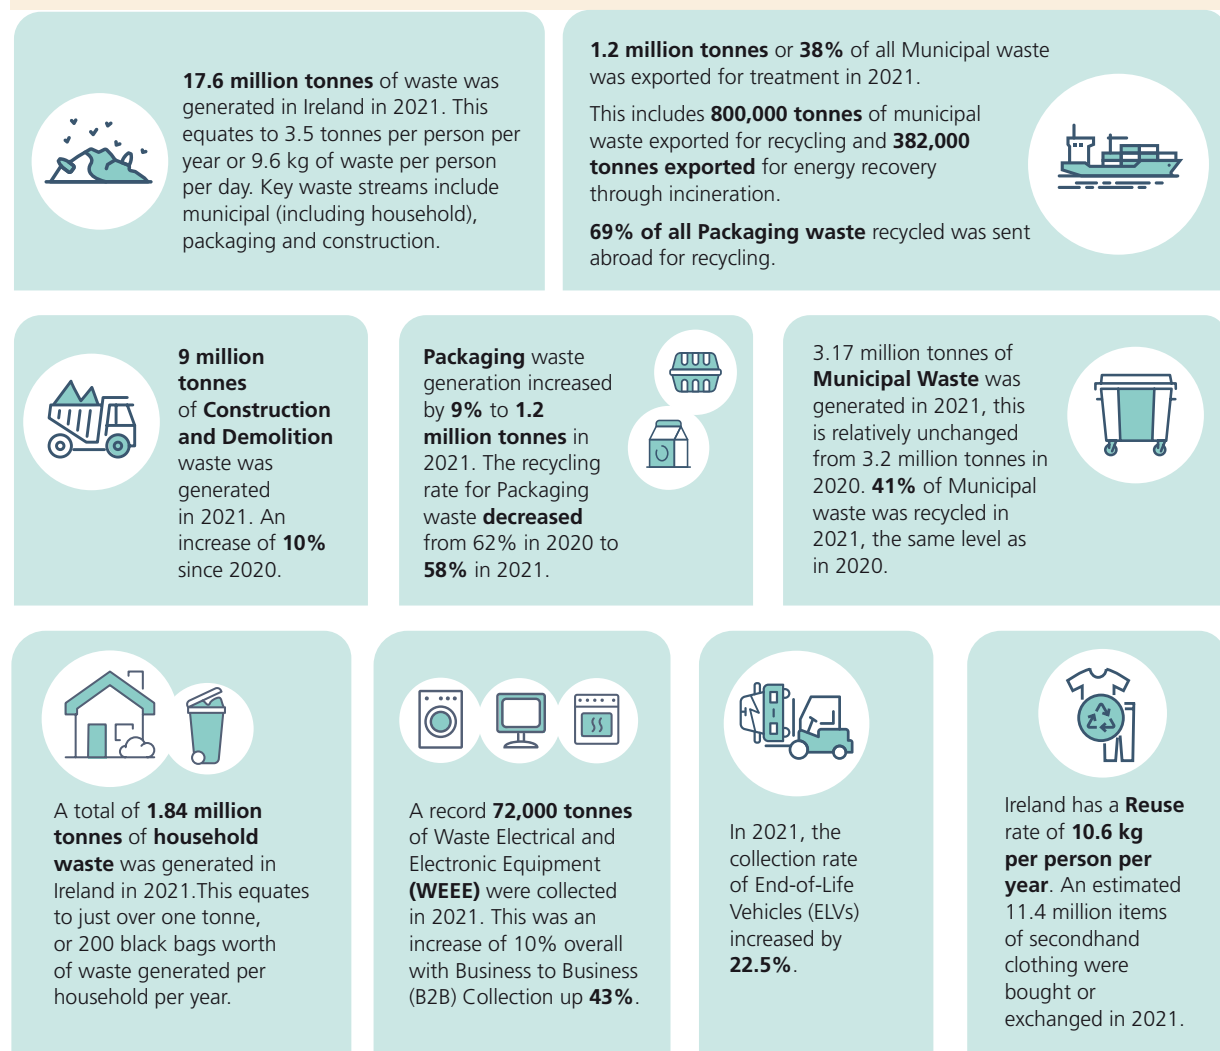 17.6 million tonnes of waste was
generated in Ireland in 2021. This
equates to 3.5 tonnes per person per
year or 9.6 kg of waste per person
per day. Key waste streams include
municipal (including household),
packaging and construction.
1.2 million tonnes or 38% of all Municipal waste
was exported for treatment in 2021.
This includes 800,000 tonnes of municipal
waste exported for recycling and 382,000
tonnes exported for energy recovery
through incineration.
69% of all Packaging waste recycled was sent
abroad for recycling.
9 million
tonnes
of Construction
and Demolition
waste was
generated
in 2021. An
increase of 10%
since 2020.
Packaging waste
generation increased
by 9% to 1.2
million tonnes in
2021. The recycling
rate for Packaging
waste decreased
from 62% in 2020 to
58% in 2021.
3.17 million tonnes of
Municipal Waste was
generated in 2021, this
is relatively unchanged
from 3.2 million tonnes in
2020. 41% of Municipal
waste was recycled in
2021, the same level as
in 2020.
A total of 1.84 million
tonnes of household
waste was generated in
Ireland in 2021.This equates
to just over one tonne,
or 200 black bags worth
of waste generated per
household per year.
A record 72,000 tonnes
of Waste Electrical and
Electronic Equipment
(WEEE) were collected
in 2021. This was an
increase of 10% overall
with Business to Business
(B2B) Collection up 43%.
In 2021, the
collection rate
of End-of-Life
Vehicles (ELVs)
increased by
22.5%.
Ireland has a Reuse
rate of 10.6 kg
per person per
year. An estimated
11.4 million items
of secondhand
clothing were
bought or
exchanged in 2021.